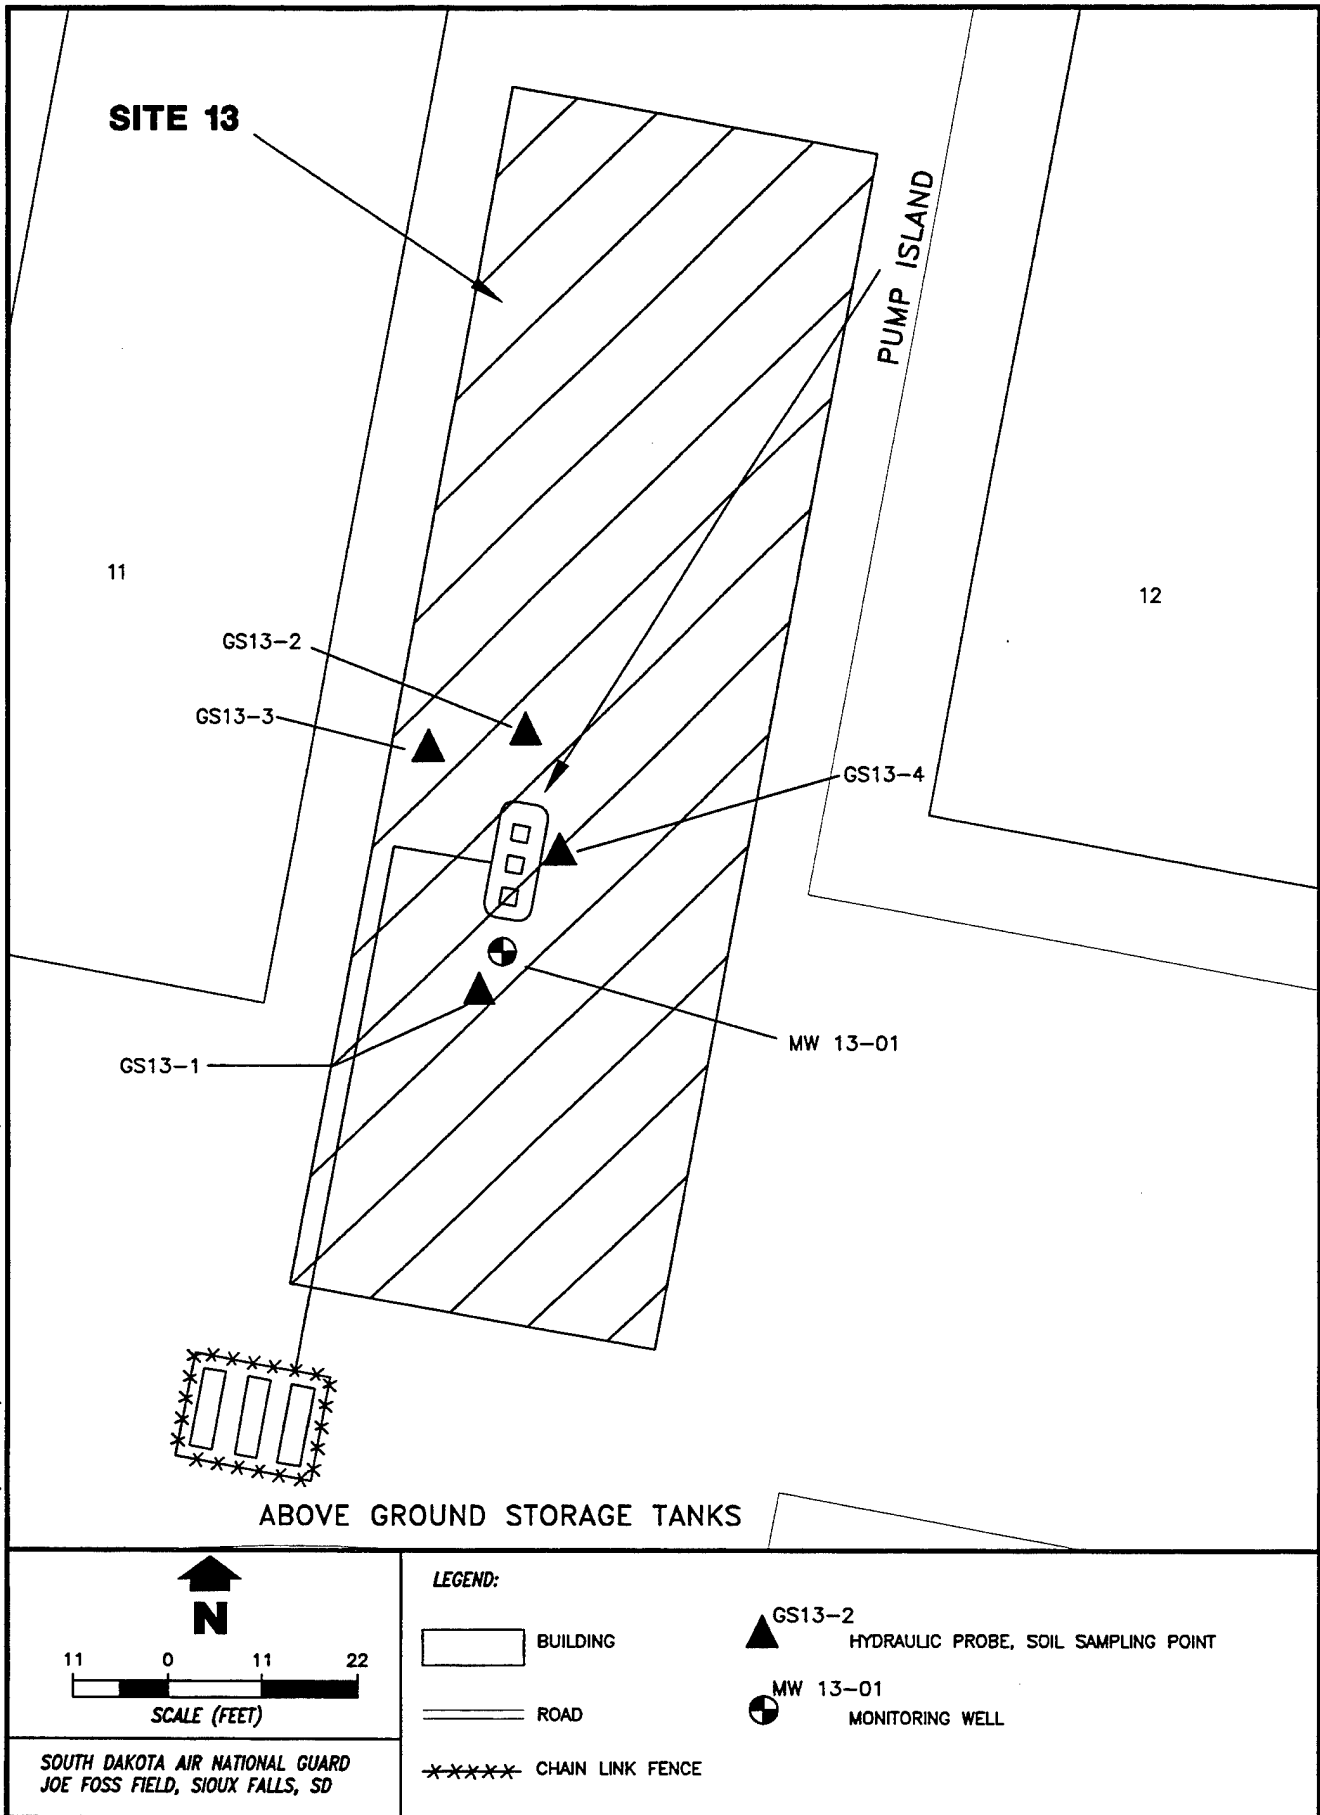 SITE 13
PUMP ISLAND
11
12
GS13-2
GS13-3
GS13-4
MW 13-01
GS13-1
ABOVE GROUND STORAGE TANKS
N
11 0 11 22
SCALE (FEET)
SOUTH DAKOTA AIR NATIONAL GUARD
JOE FOSS FIELD, SIOUX FALLS, SD
LEGEND:
BUILDING
ROAD
CHAIN LINK FENCE
GS13-2
HYDRAULIC PROBE, SOIL SAMPLING POINT
MW 13-01
MONITORING WELL